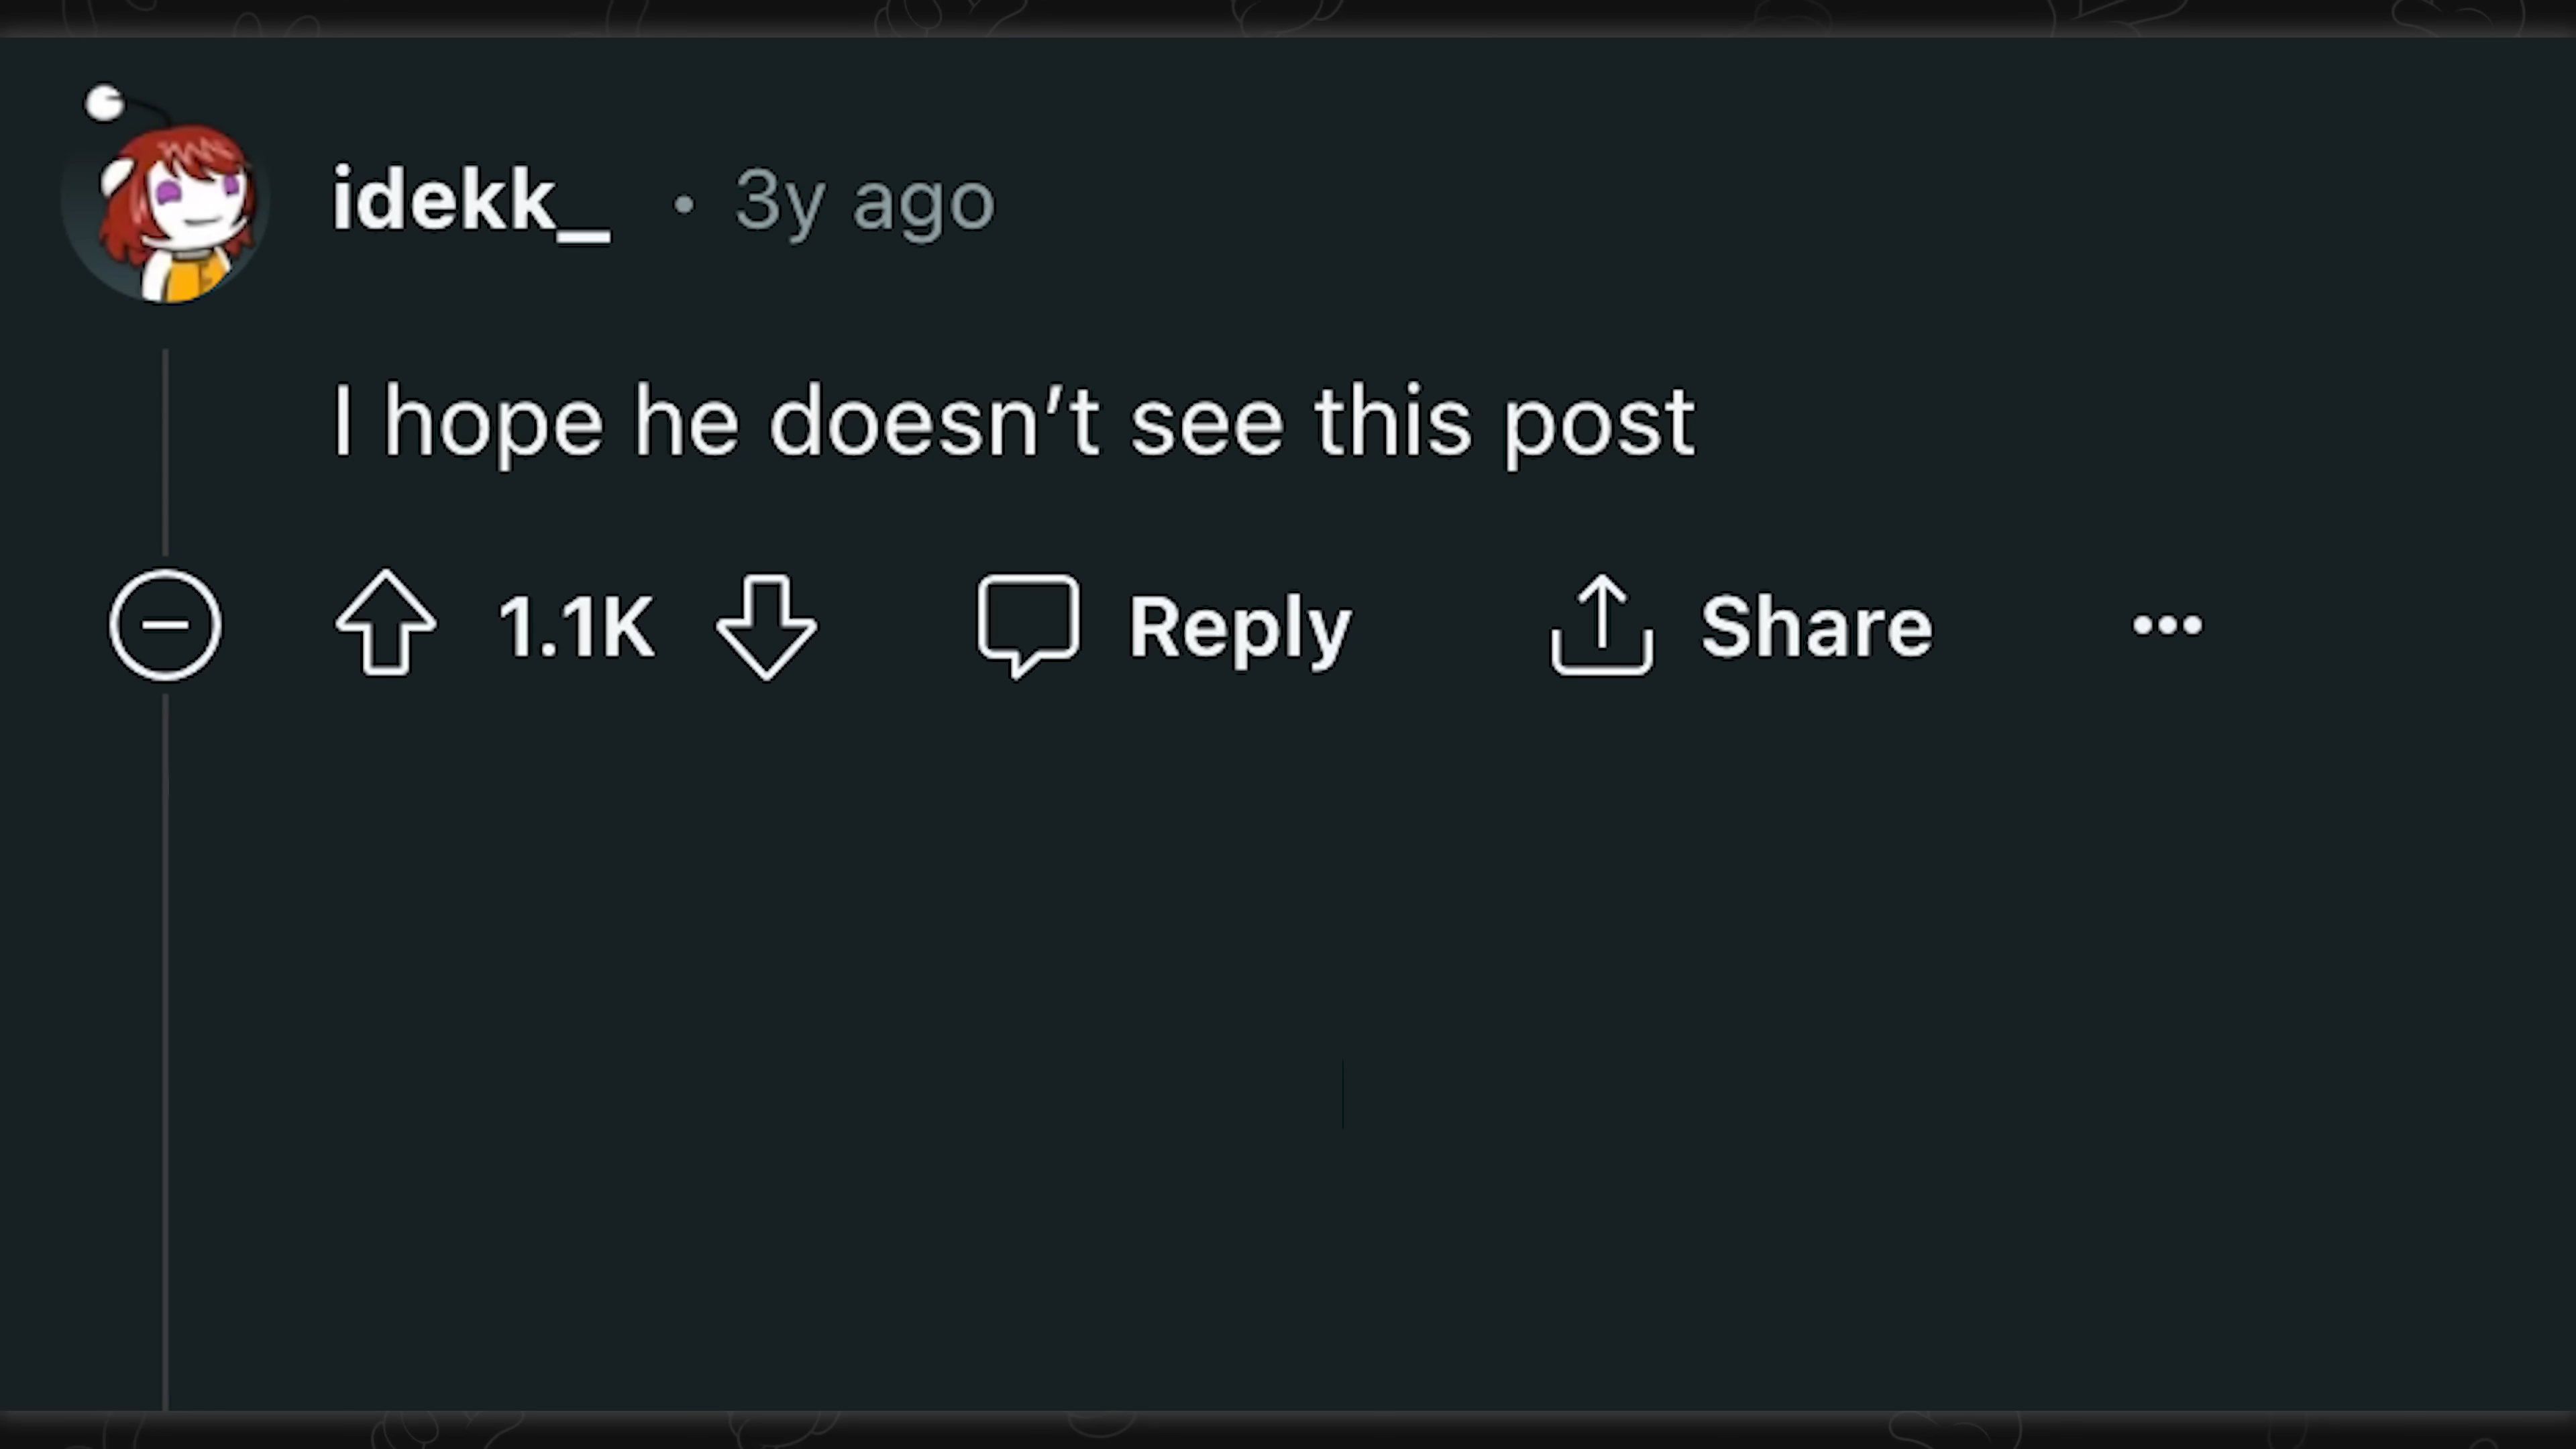 idekk_ • 3y ago
I hope he doesn’t see this post
1.1K Reply Share •••